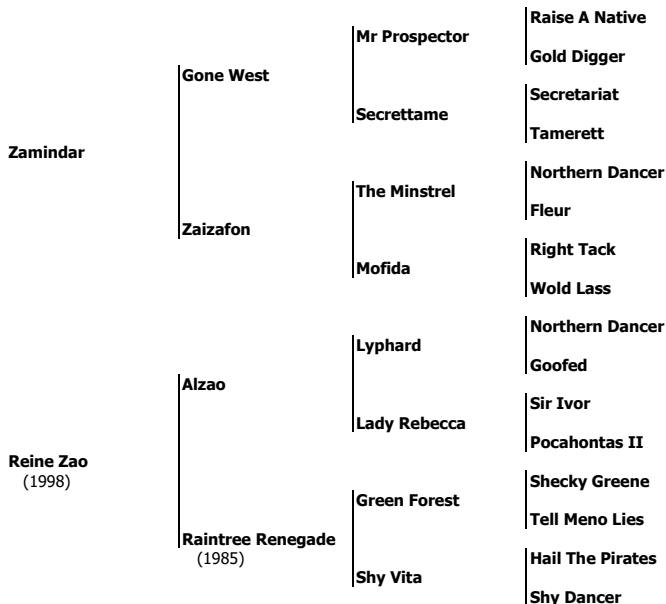 Raise A Native
Mr Prospector
Gold Digger
Gone West
Secretariat
Secrettame
Tamerett
Zamindar
Northern Dancer
The Minstrel
Fleur
Zaizafon
Right Tack
Mofida
Wold Lass
Northern Dancer
Lyphard
Goofed
Alzao
Sir Ivor
Lady Rebecca
Pocahontas II
Reine Zao
(1998)
Shecky Greene
Green Forest
Tell Meno Lies
Raintree Renegade
(1985)
Hail The Pirates
Shy Vita
Shy Dancer